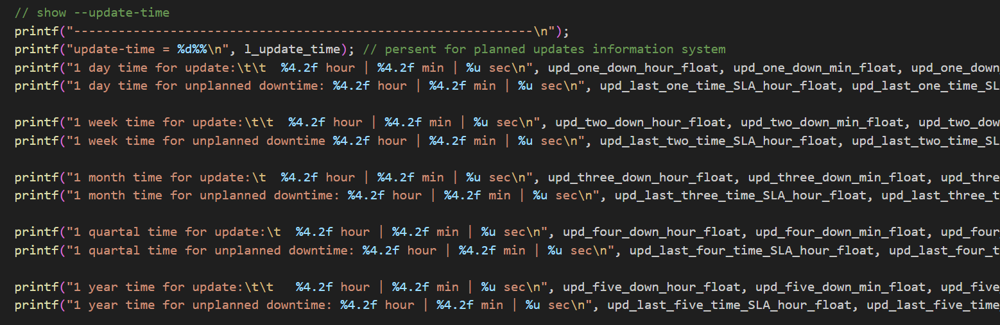 // show --update-time
printf("--------------------------------------------------------------\n");
printf("update-time = %d%%\n", l_update_time); // persent for planned updates information system
printf("1 day time for update:\t\t  %4.2f hour | %4.2f min | %u sec\n", upd_one_down_hour_float, upd_one_down_min_float, upd_one_down
printf("1 day time for unplanned downtime: %4.2f hour | %4.2f min | %u sec\n", upd_last_one_time_SLA_hour_float, upd_last_one_time_SL
printf("1 week time for update:\t\t  %4.2f hour | %4.2f min | %u sec\n", upd_two_down_hour_float, upd_two_down_min_float, upd_two_dow
printf("1 week time for unplanned downtime %4.2f hour | %4.2f min | %u sec\n", upd_last_two_time_SLA_hour_float, upd_last_two_time_SL
printf("1 month time for update:\t  %4.2f hour | %4.2f min | %u sec\n", upd_three_down_hour_float, upd_three_down_min_float, upd_thre
printf("1 month time for unplanned downtime: %4.2f hour | %4.2f min | %u sec\n", upd_last_three_time_SLA_hour_float, upd_last_three_t
printf("1 quartal time for update:\t  %4.2f hour | %4.2f min | %u sec\n", upd_four_down_hour_float, upd_four_down_min_float, upd_four
printf("1 quartal time for unplanned downtime: %4.2f hour | %4.2f min | %u sec\n", upd_last_four_time_SLA_hour_float, upd_last_four_t
printf("1 year time for update:\t\t   %4.2f hour | %4.2f min | %u sec\n", upd_five_down_hour_float, upd_five_down_min_float, upd_five
printf("1 year time for unplanned downtime: %4.2f hour | %4.2f min | %u sec\n", upd_last_five_time_SLA_hour_float, upd_last_five_time